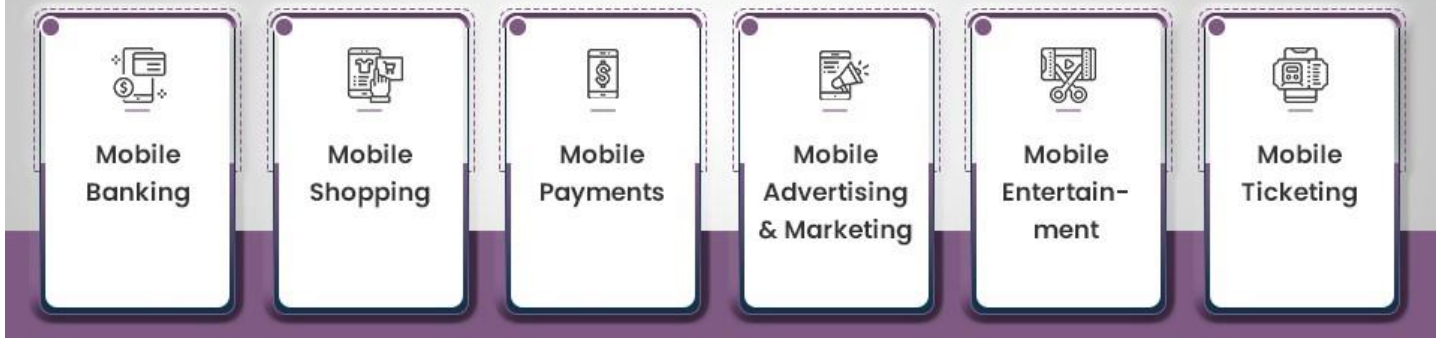 Mobile
Banking
Mobile
Shopping
Mobile
Payments
Mobile
Advertising
& Marketing
Mobile
Entertain-
ment
Mobile
Ticketing